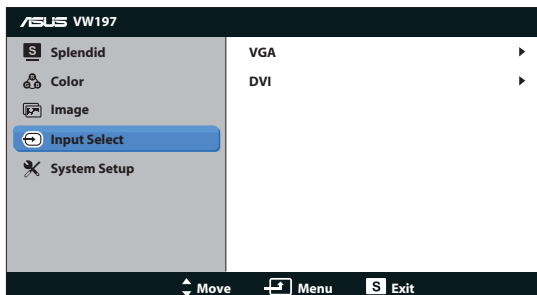 ASUS VW197
S Splendid
Color
Image
Input Select
System Setup
VGA
DVI
Move Menu S Exit